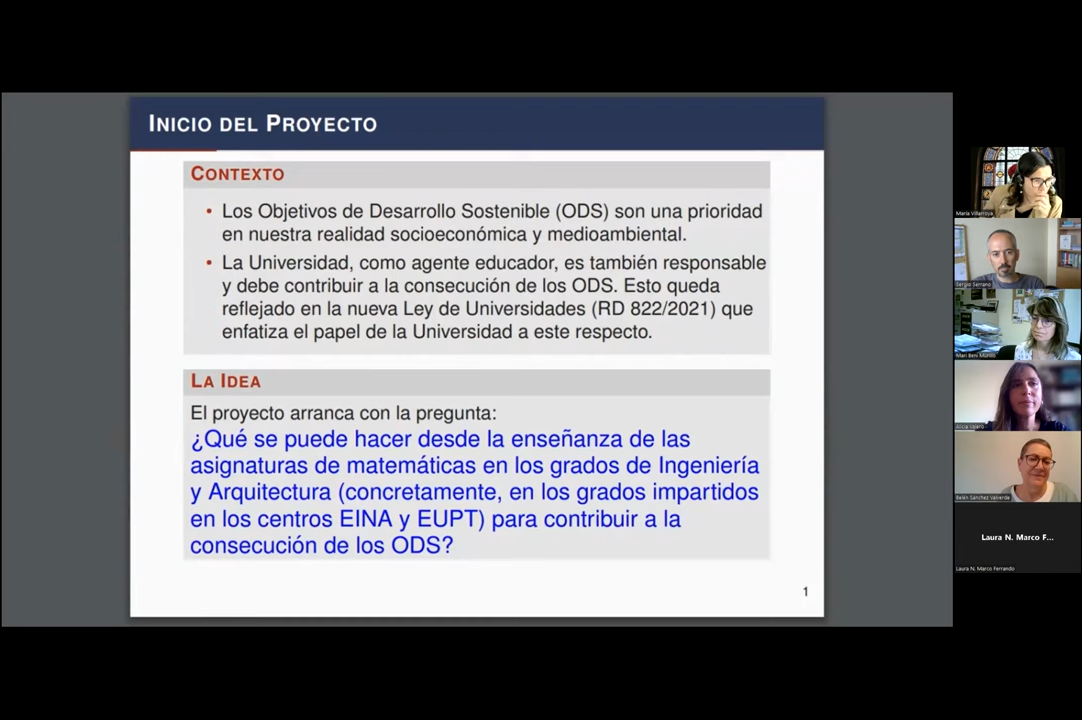 INICIO DEL PROYECTO
CONTEXTO
• Los Objetivos de Desarrollo Sostenible (ODS) son una prioridad
en nuestra realidad socioeconómica y medioambiental.
• La Universidad, como agente educador, es también responsable
y debe contribuir a la consecución de los ODS. Esto queda
reflejado en la nueva Ley de Universidades (RD 822/2021) que
enfatiza el papel de la Universidad a este respecto.
LA IDEA
El proyecto arranca con la pregunta:
¿Qué se puede hacer desde la enseñanza de las
asignaturas de matemáticas en los grados de Ingeniería
y Arquitectura (concretamente, en los grados impartidos
en los centros EINA y EUPT) para contribuir a la
consecución de los ODS?
1
María Villarroya
Sergio Serrano
Mari Beni Murillo
Alicia Valero
Belén Sánchez Valverde
Laura N. Marco F...
Laura N. Marco Ferrando